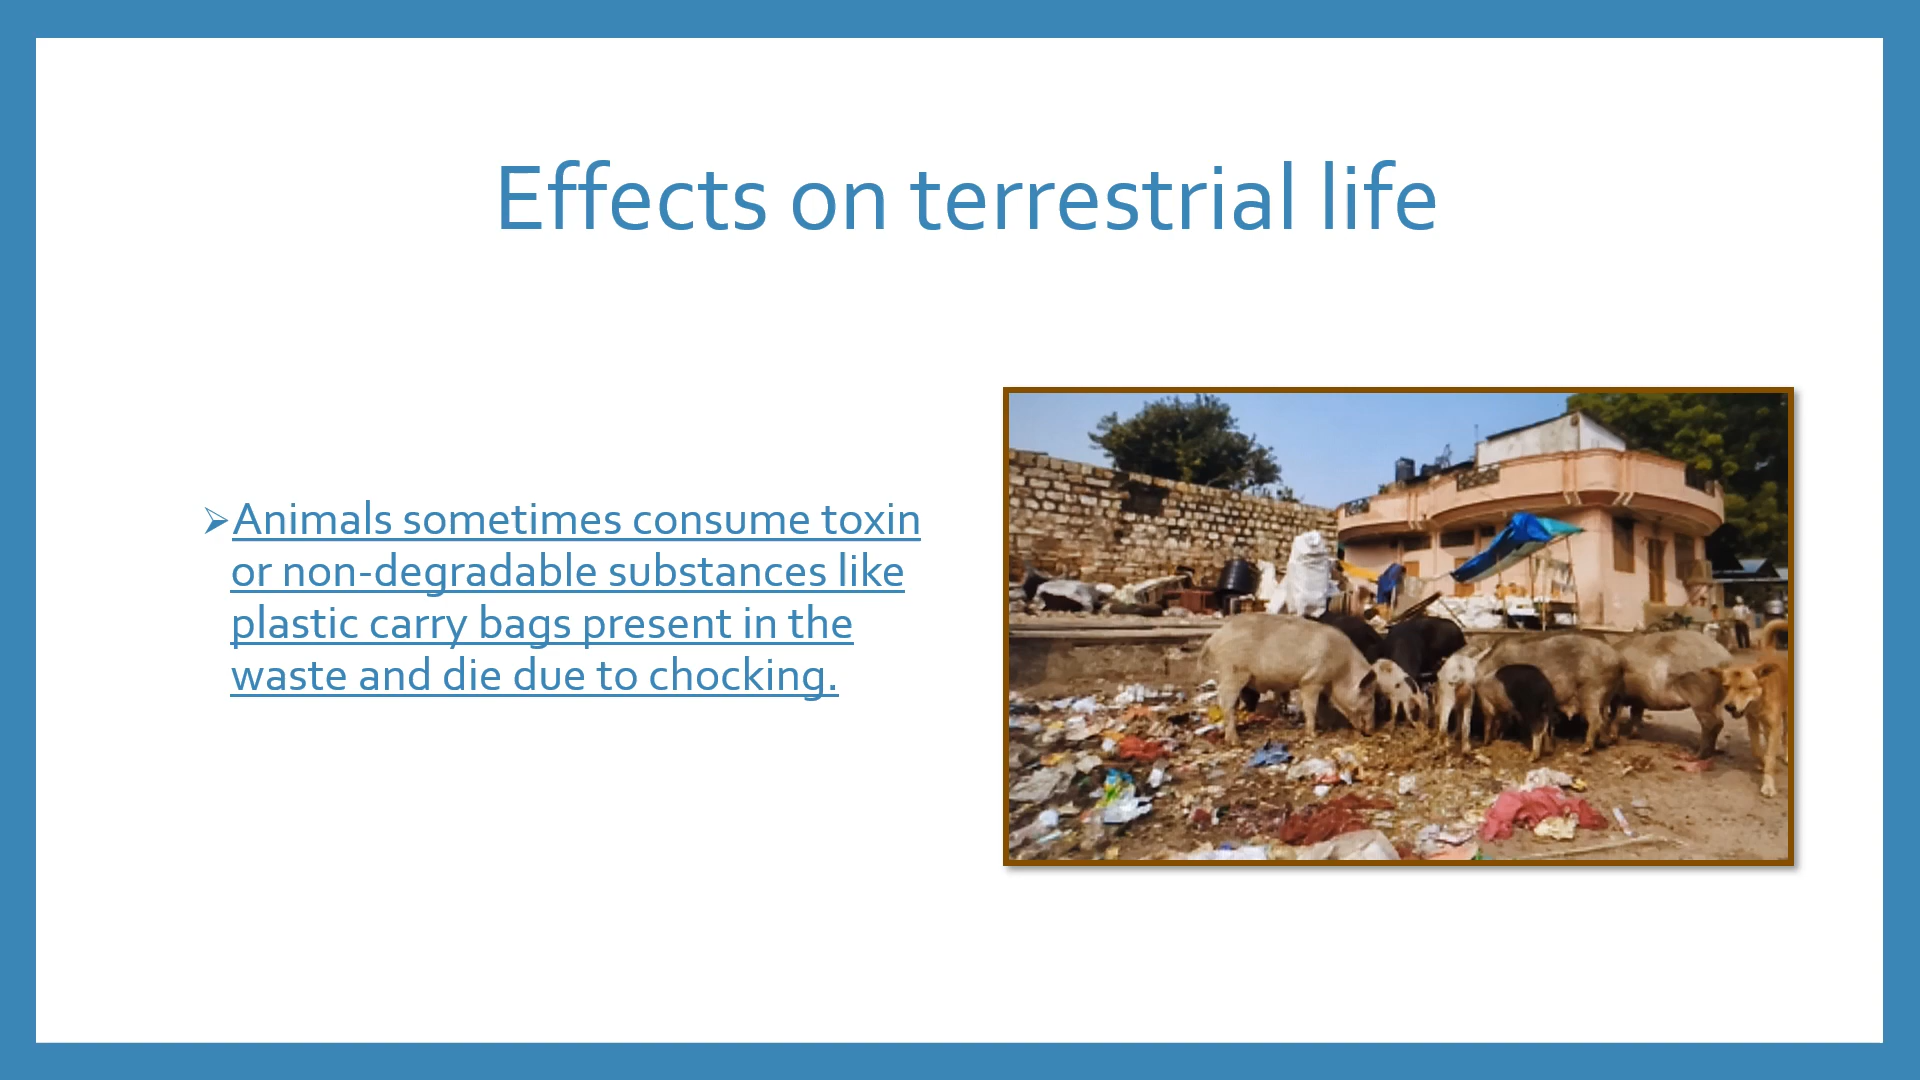 Effects on terrestrial life
➢Animals sometimes consume toxin
or non-degradable substances like
plastic carry bags present in the
waste and die due to chocking.